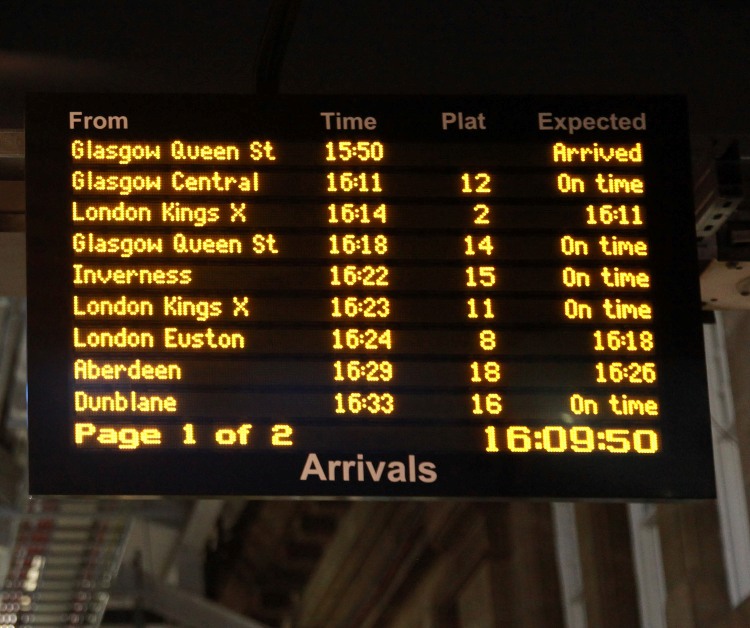 From Time Plat Expected
Glasgow Queen St 15:50 Arrived
Glasgow Central 16:11 12 On time
London Kings X 16:14 2 16:11
Glasgow Queen St 16:18 14 On time
Inverness 16:22 15 On time
London Kings X 16:23 11 On time
London Euston 16:24 8 16:18
Aberdeen 16:29 18 16:26
Dunblane 16:33 16 On time
Page 1 of 2 16:09:50
Arrivals